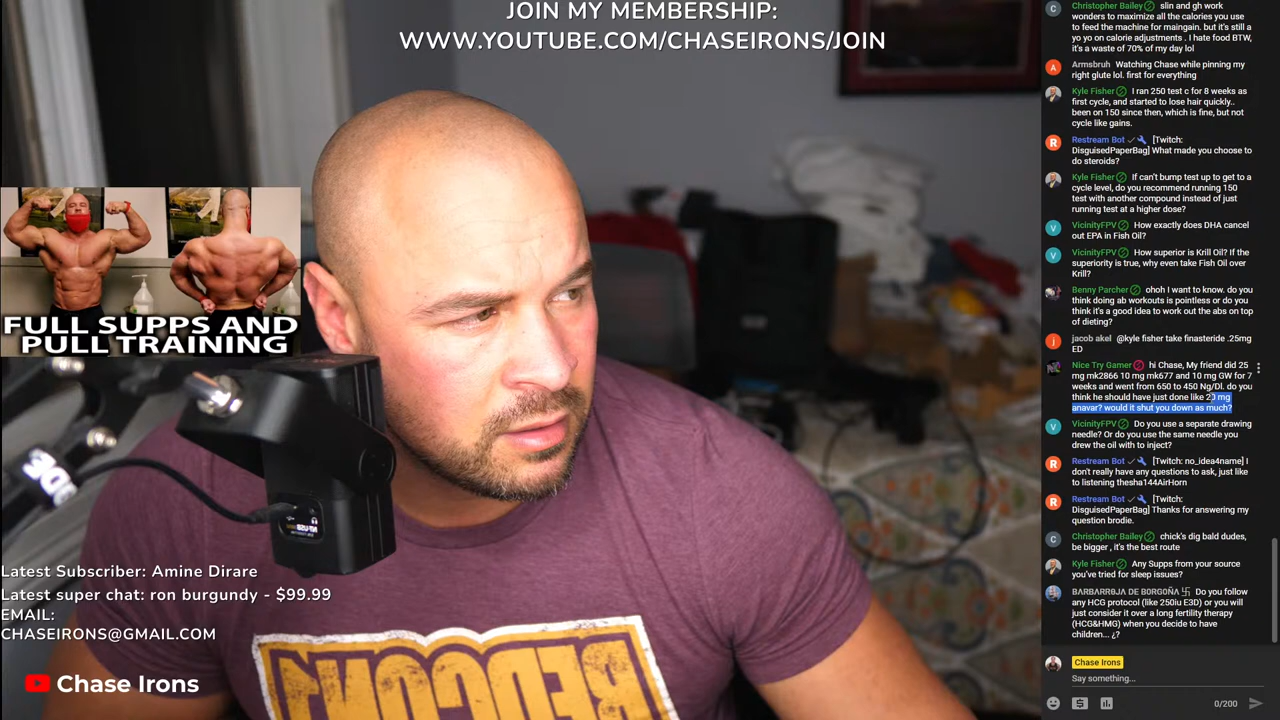 JOIN MY MEMBERSHIP:
WWW.YOUTUBE.COM/CHASEIRONS/JOIN
FULL SUPPS AND
PULL TRAINING
Latest Subscriber: Amine Dirare
Latest super chat: ron burgundy - $99.99
EMAIL:
CHASEIRONS@GMAIL.COM
Chase Irons
NT-USB
Christopher Bailey slin and gh work
wonders to maximize all the calories you use
to feed the machine for maingain. but it's still a
yo yo on calorie adjustments . I hate food BTW,
it's a waste of 70% of my day lol
Armsbruh Watching Chase while pinning my
right glute lol. first for everything
Kyle Fisher I ran 250 test c for 8 weeks as
first cycle, and started to lose hair quickly..
been on 150 since then, which is fine, but not
cycle like gains.
Restream Bot [Twitch:
DisguisedPaperBag] What made you choose to
do steroids?
Kyle Fisher If can't bump test up to get to a
cycle level, do you recommend running 150
test with another compound instead of just
running test at a higher dose?
VicinityFPV How exactly does DHA cancel
out EPA in Fish Oil?
VicinityFPV How superior is Krill Oil? If the
superiority is true, why even take Fish Oil over
Krill?
Benny Parcher ohoh I want to know. do you
think doing ab workouts is pointless or do you
think it's a good idea to work out the abs on top
of dieting?
jacob akel @kyle fisher take finasteride .25mg
ED
Nice Try Gamer hi Chase, My friend did 25
mg mk2866 10 mg mk677 and 10 mg GW for 7
weeks and went from 650 to 450 Ng/Dl. do you
think he should have just done like 20 mg
anavar? would it shut you down as much?
VicinityFPV Do you use a separate drawing
needle? Or do you use the same needle you
drew the oil with to inject?
Restream Bot [Twitch: no_idea4name] I
don't really have any questions to ask, just like
to listening thesha144AirHorn
Restream Bot [Twitch:
DisguisedPaperBag] Thanks for answering my
question brodie.
Christopher Bailey chick's dig bald dudes,
be bigger , it's the best route
Kyle Fisher Any Supps from your source
you've tried for sleep issues?
BARBARRØJA DE BORGOÑA 卐 Do you follow
any HCG protocol (like 250iu E3D) or you will
just consider it over a long fertility therapy
(HCG&HMG) when you decide to have
children... ¿?
Chase Irons
Say something...
0/200